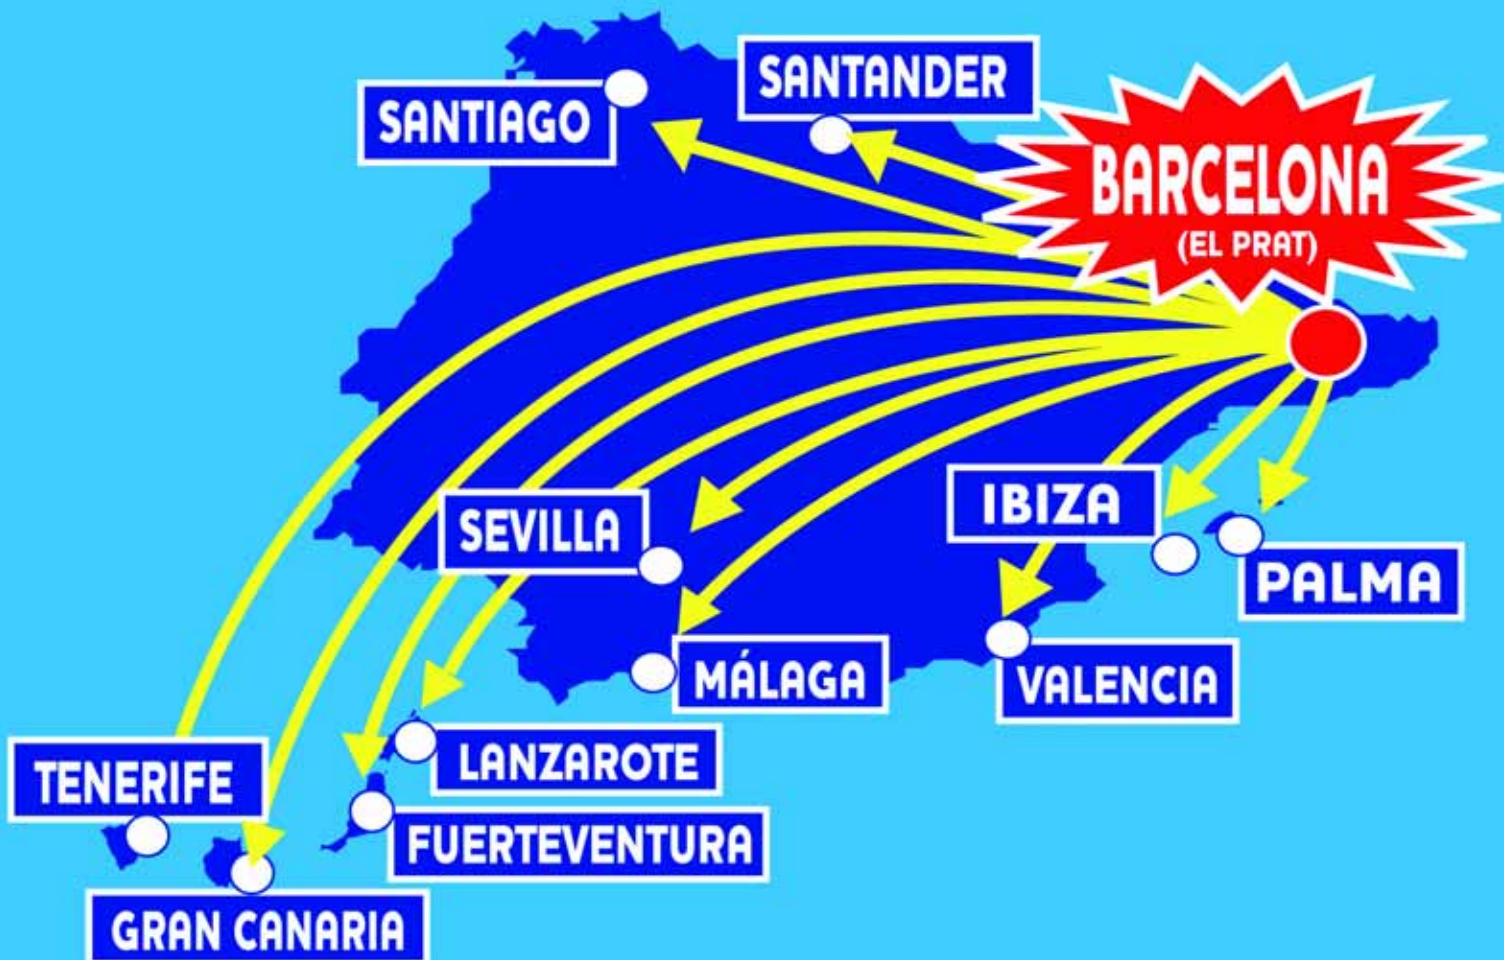 SANTANDER
SANTIAGO
BARCELONA
(EL PRAT)
IBIZA
SEVILLA
PALMA
MÁLAGA
VALENCIA
LANZAROTE
TENERIFE
FUERTEVENTURA
GRAN CANARIA